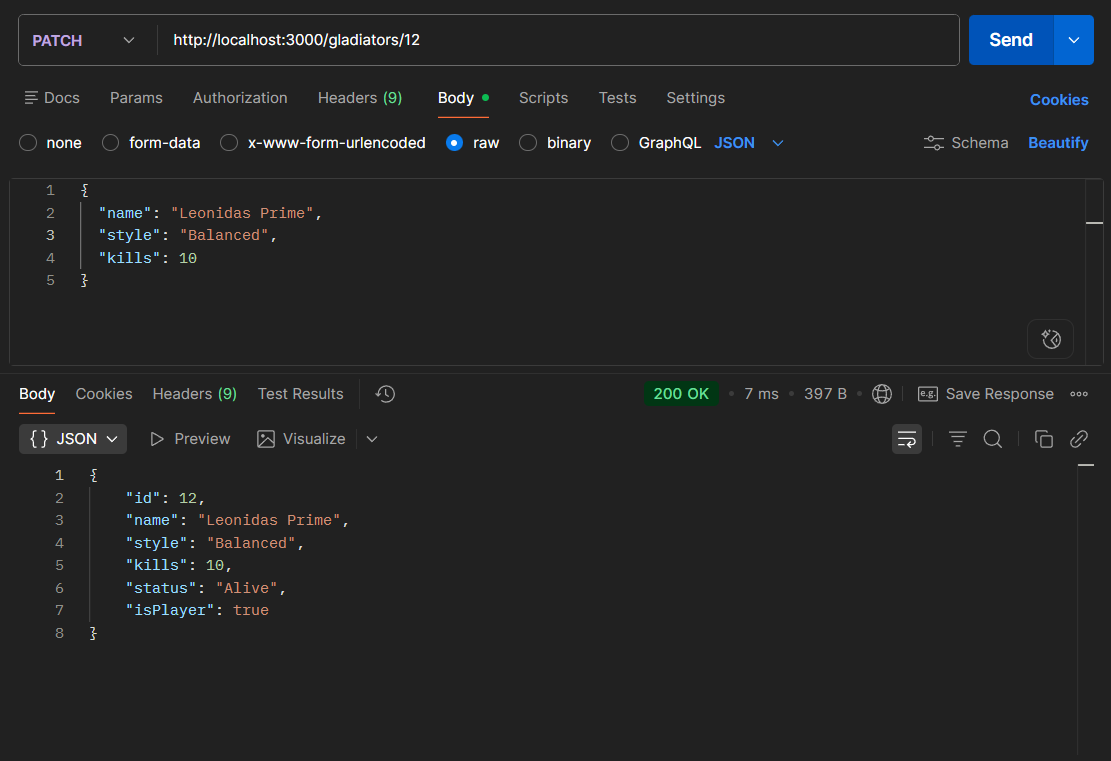 PATCH http://localhost:3000/gladiators/12 Send
Docs Params Authorization Headers (9) Body Scripts Tests Settings Cookies
none form-data x-www-form-urlencoded raw binary GraphQL JSON Schema Beautify
1 {
2 "name": "Leonidas Prime",
3 "style": "Balanced",
4 "kills": 10
5 }
Body Cookies Headers (9) Test Results 200 OK • 7 ms • 397 B • e.g. Save Response
{} JSON Preview Visualize
1 {
2 "id": 12,
3 "name": "Leonidas Prime",
4 "style": "Balanced",
5 "kills": 10,
6 "status": "Alive",
7 "isPlayer": true
8 }